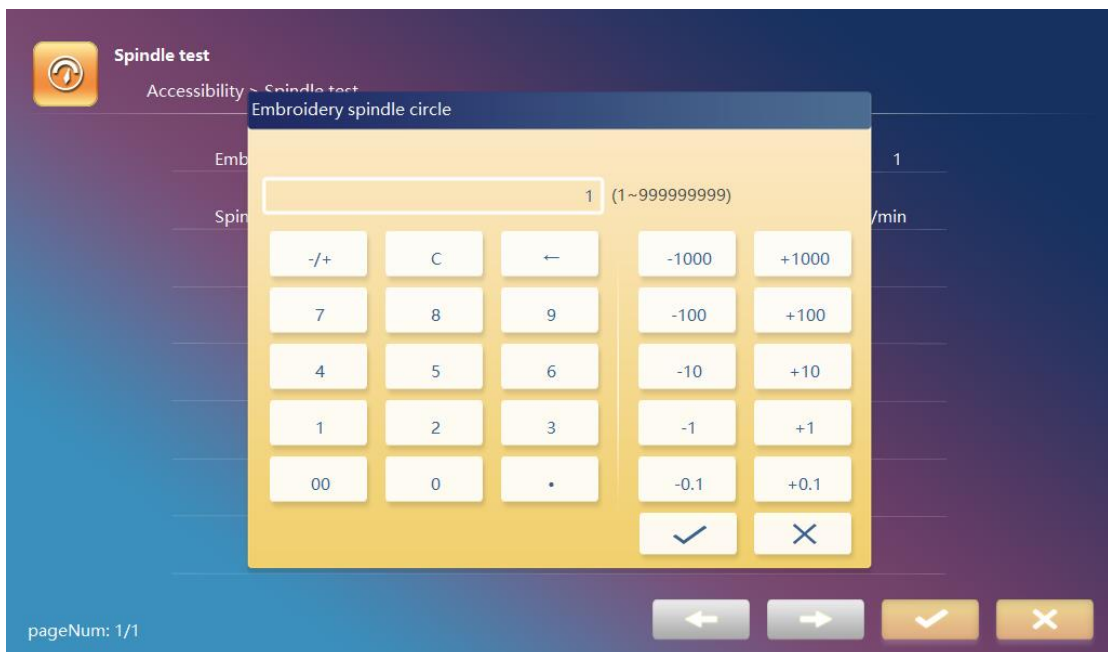 Spindle test
Accessibility > Spindle test
Embroidery spindle circle
Emb
1
1 (1~999999999)
Spin
/min
-/+ C ← -1000 +1000
7 8 9 -100 +100
4 5 6 -10 +10
1 2 3 -1 +1
00 0 • -0.1 +0.1
pageNum: 1/1